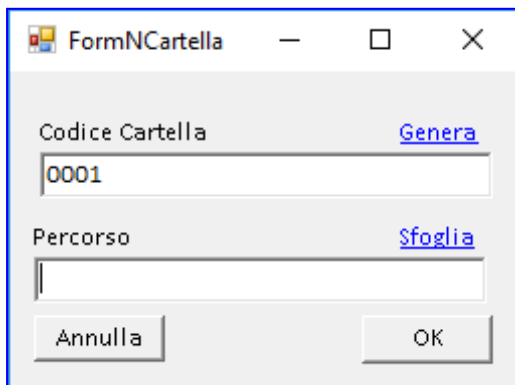 FormNCartella
Codice Cartella Genera
0001
Percorso Sfoglia
Annulla OK